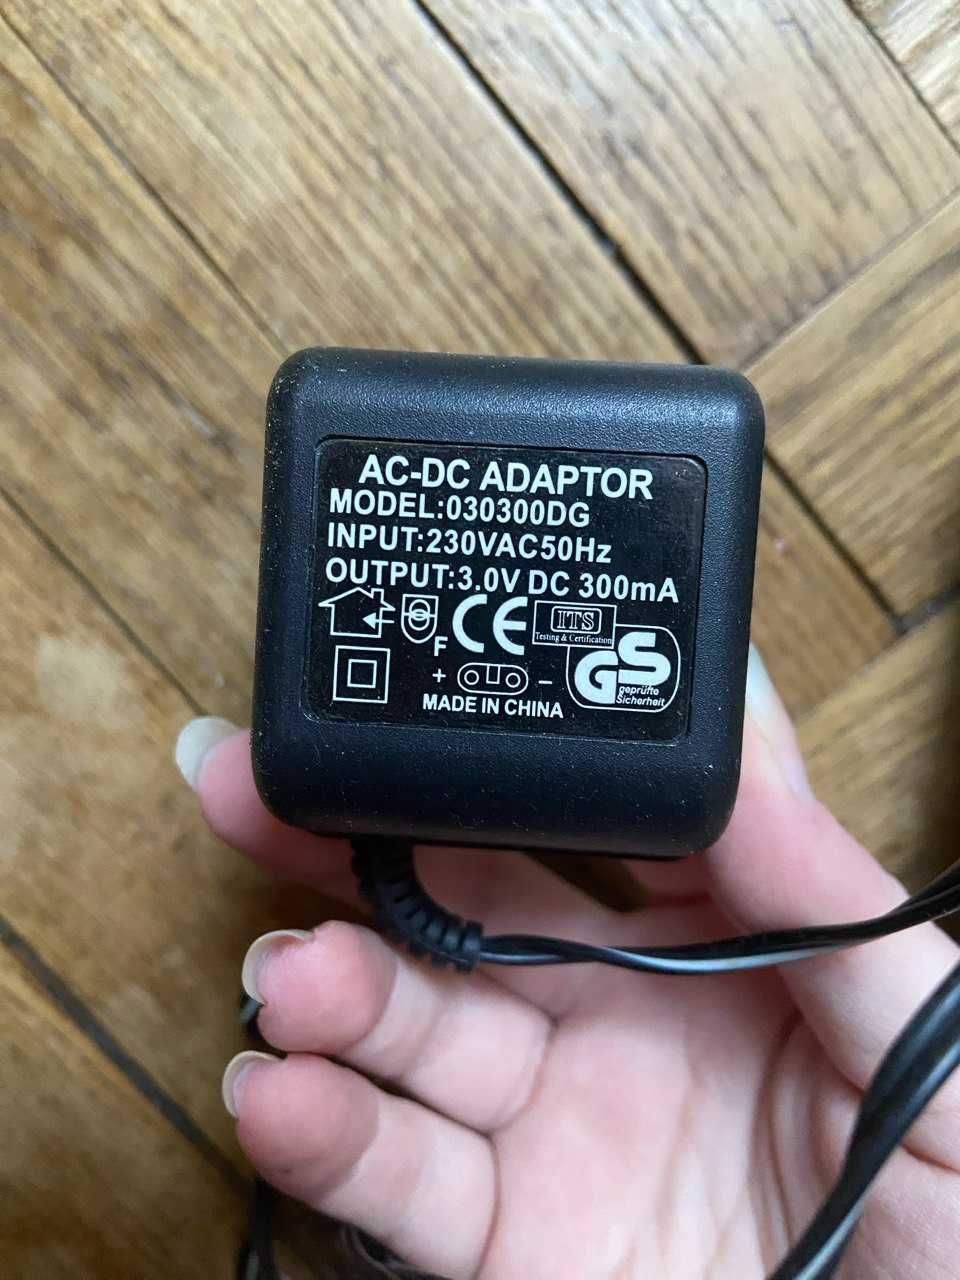 AC-DC ADAPTOR
MODEL:030300DG
INPUT:230VAC50Hz
OUTPUT:3.0V DC 300mA
F
CE
ITS
Testing & Certification
GS
geprüfte
Sicherheit
+ −
MADE IN CHINA